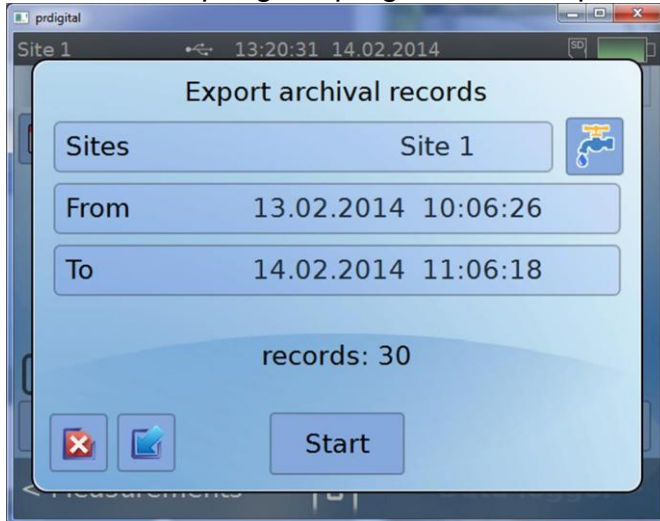 prdigital
Site 1 13:20:31 14.02.2014 SD
Export archival records
Sites Site 1
From 13.02.2014 10:06:26
To 14.02.2014 11:06:18
records: 30
Start